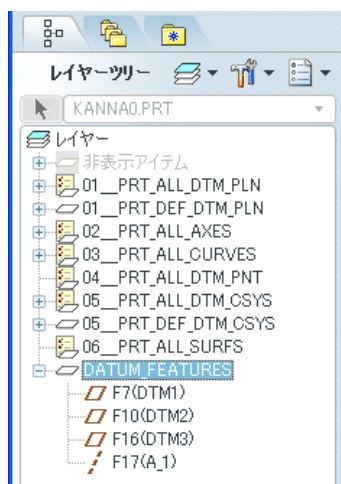 レイヤーツリー
KANNA0.PRT
レイヤー
非表示アイテム
01__PRT_ALL_DTM_PLN
01__PRT_DEF_DTM_PLN
02__PRT_ALL_AXES
03__PRT_ALL_CURVES
04__PRT_ALL_DTM_PNT
05__PRT_ALL_DTM_CSYS
05__PRT_DEF_DTM_CSYS
06__PRT_ALL_SURFS
DATUM_FEATURES
F7(DTM1)
F10(DTM2)
F16(DTM3)
F17(A_1)